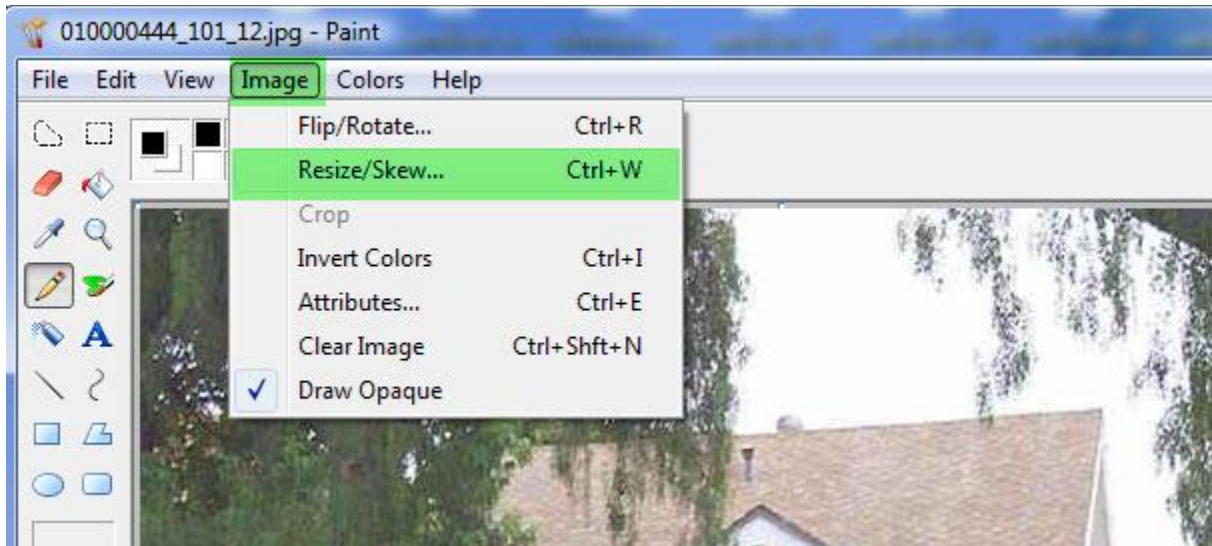 010000444_101_12.jpg - Paint
File Edit View Image Colors Help
Flip/Rotate... Ctrl+R
Resize/Skew... Ctrl+W
Crop
Invert Colors Ctrl+I
Attributes... Ctrl+E
Clear Image Ctrl+Shft+N
Draw Opaque
A